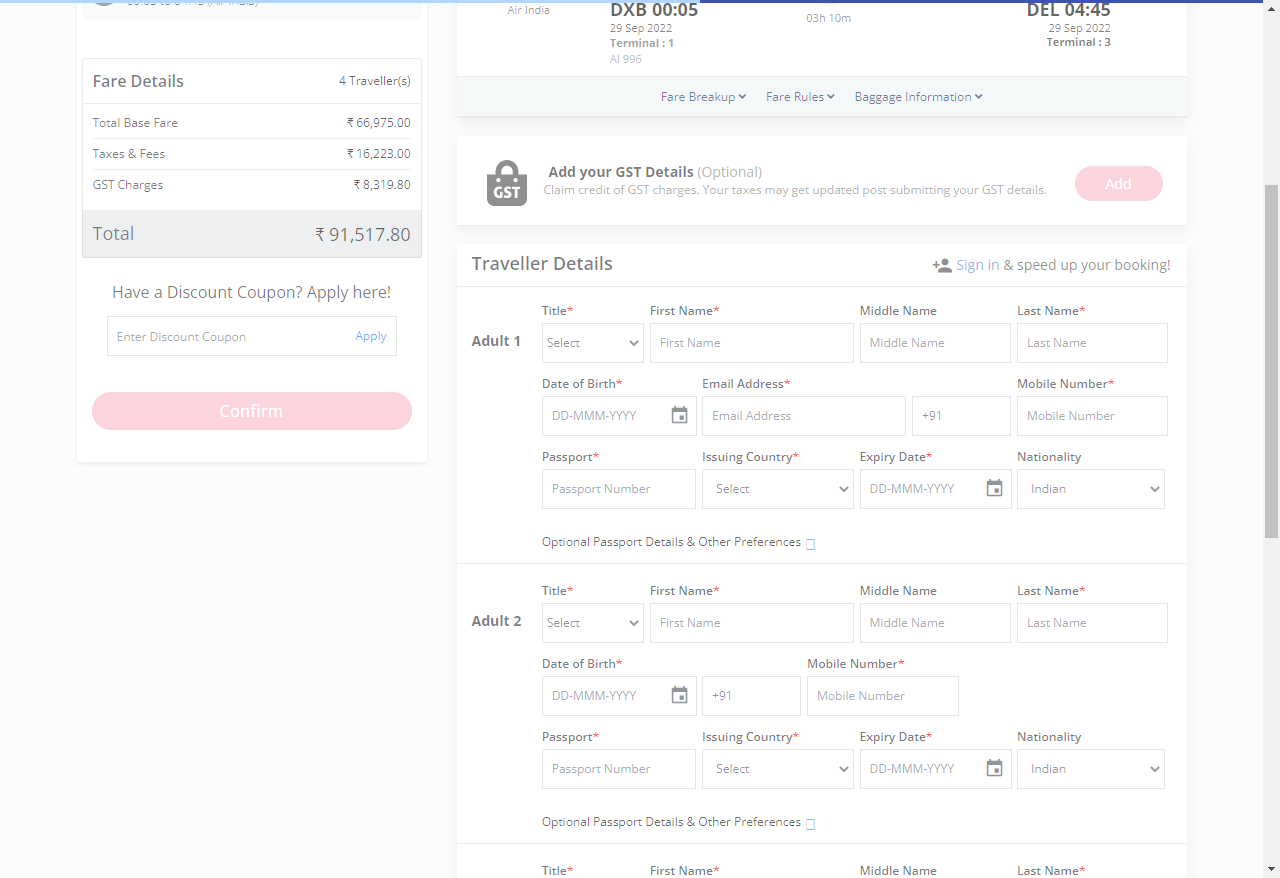 Fare Details 4 Traveller(s)
Total Base Fare ₹ 66,975.00
Taxes & Fees ₹ 16,223.00
GST Charges ₹ 8,319.80
Total ₹ 91,517.80
Have a Discount Coupon? Apply here!
Enter Discount Coupon Apply
Confirm
Air India DXB 00:05 03h 10m DEL 04:45
29 Sep 2022 29 Sep 2022
Terminal : 1 Terminal : 3
AI 996
Fare Breakup Fare Rules Baggage Information
GST
Add your GST Details (Optional)
Claim credit of GST charges. Your taxes may get updated post submitting your GST details.
Add
Traveller Details Sign in & speed up your booking!
Title* First Name* Middle Name Last Name*
Adult 1 Select First Name Middle Name Last Name
Date of Birth* Email Address* Mobile Number*
DD-MMM-YYYY Email Address +91 Mobile Number
Passport* Issuing Country* Expiry Date* Nationality
Passport Number Select DD-MMM-YYYY Indian
Optional Passport Details & Other Preferences
Title* First Name* Middle Name Last Name*
Adult 2 Select First Name Middle Name Last Name
Date of Birth* Mobile Number*
DD-MMM-YYYY +91 Mobile Number
Passport* Issuing Country* Expiry Date* Nationality
Passport Number Select DD-MMM-YYYY Indian
Optional Passport Details & Other Preferences
Title* First Name* Middle Name Last Name*